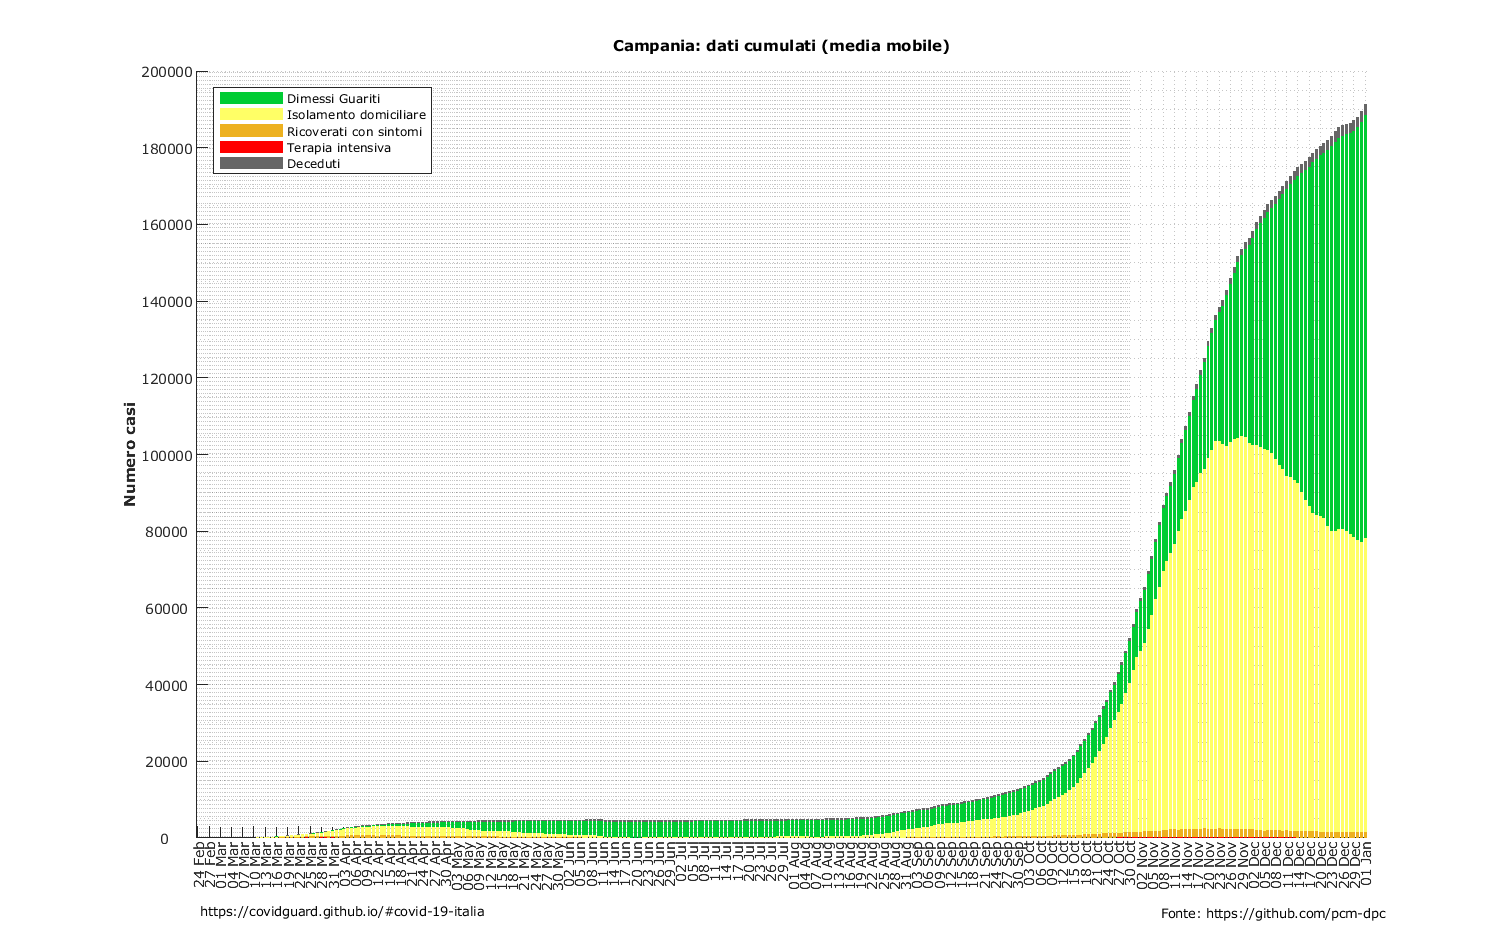 Campania: dati cumulati (media mobile)
200000
180000
160000
140000
120000
100000
80000
60000
40000
20000
0
Numero casi
Dimessi Guariti
Isolamento domiciliare
Ricoverati con sintomi
Terapia intensiva
Deceduti
24 Feb
27 Feb
01 Mar
04 Mar
07 Mar
10 Mar
13 Mar
16 Mar
19 Mar
22 Mar
25 Mar
28 Mar
31 Mar
03 Apr
06 Apr
09 Apr
12 Apr
15 Apr
18 Apr
21 Apr
24 Apr
27 Apr
30 Apr
03 May
06 May
09 May
12 May
15 May
18 May
21 May
24 May
27 May
30 May
02 Jun
05 Jun
08 Jun
11 Jun
14 Jun
17 Jun
20 Jun
23 Jun
26 Jun
29 Jun
02 Jul
05 Jul
08 Jul
11 Jul
14 Jul
17 Jul
20 Jul
23 Jul
26 Jul
29 Jul
01 Aug
04 Aug
07 Aug
10 Aug
13 Aug
16 Aug
19 Aug
22 Aug
25 Aug
28 Aug
31 Aug
03 Sep
06 Sep
09 Sep
12 Sep
15 Sep
18 Sep
21 Sep
24 Sep
27 Sep
30 Sep
03 Oct
06 Oct
09 Oct
12 Oct
15 Oct
18 Oct
21 Oct
24 Oct
27 Oct
30 Oct
02 Nov
05 Nov
08 Nov
11 Nov
14 Nov
17 Nov
20 Nov
23 Nov
26 Nov
29 Nov
02 Dec
05 Dec
08 Dec
11 Dec
14 Dec
17 Dec
20 Dec
23 Dec
26 Dec
29 Dec
01 Jan
https://covidguard.github.io/#covid-19-italia
Fonte: https://github.com/pcm-dpc